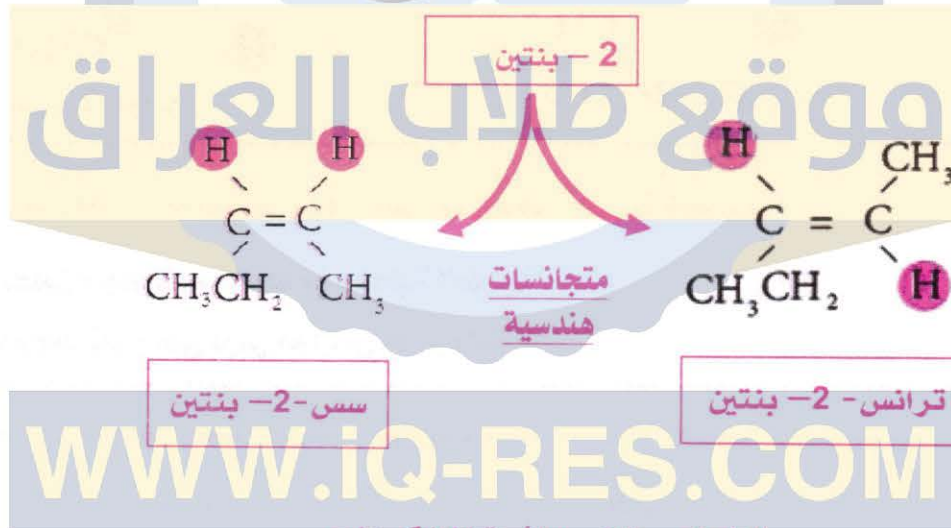 2 – بنتين
موقع طلاب العراق
H H H CH₃
C = C C = C
CH₃CH₂ CH₃ CH₃CH₂ H
متجانسات
هندسية
سس -2– بنتين
ترانس- 2– بنتين
WWW.iQ-RES.COM